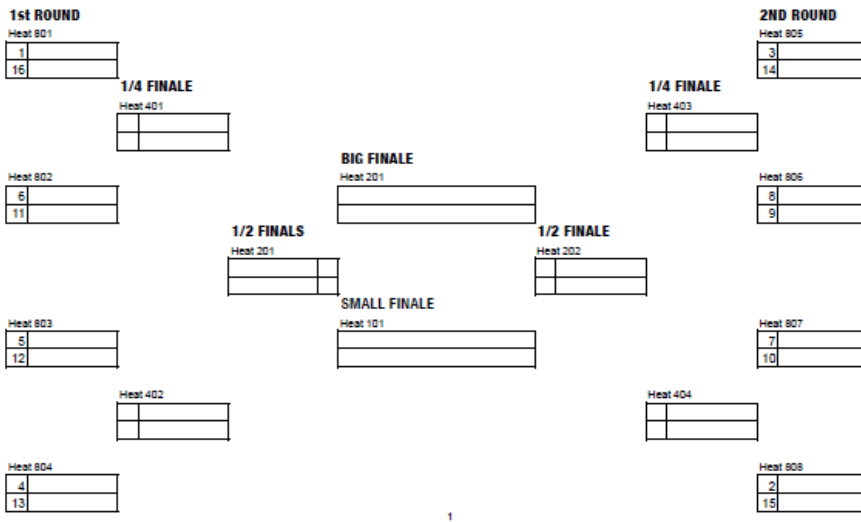 1st ROUND
2ND ROUND
Heat 801
Heat 805
1
3
16
14
1/4 FINALE
1/4 FINALE
Heat 401
Heat 403
BIG FINALE
Heat 802
Heat 201
Heat 806
6
8
11
9
1/2 FINALS
1/2 FINALE
Heat 201
Heat 202
SMALL FINALE
Heat 803
Heat 101
Heat 807
5
7
12
10
Heat 402
Heat 404
Heat 804
Heat 808
4
2
13
15
1